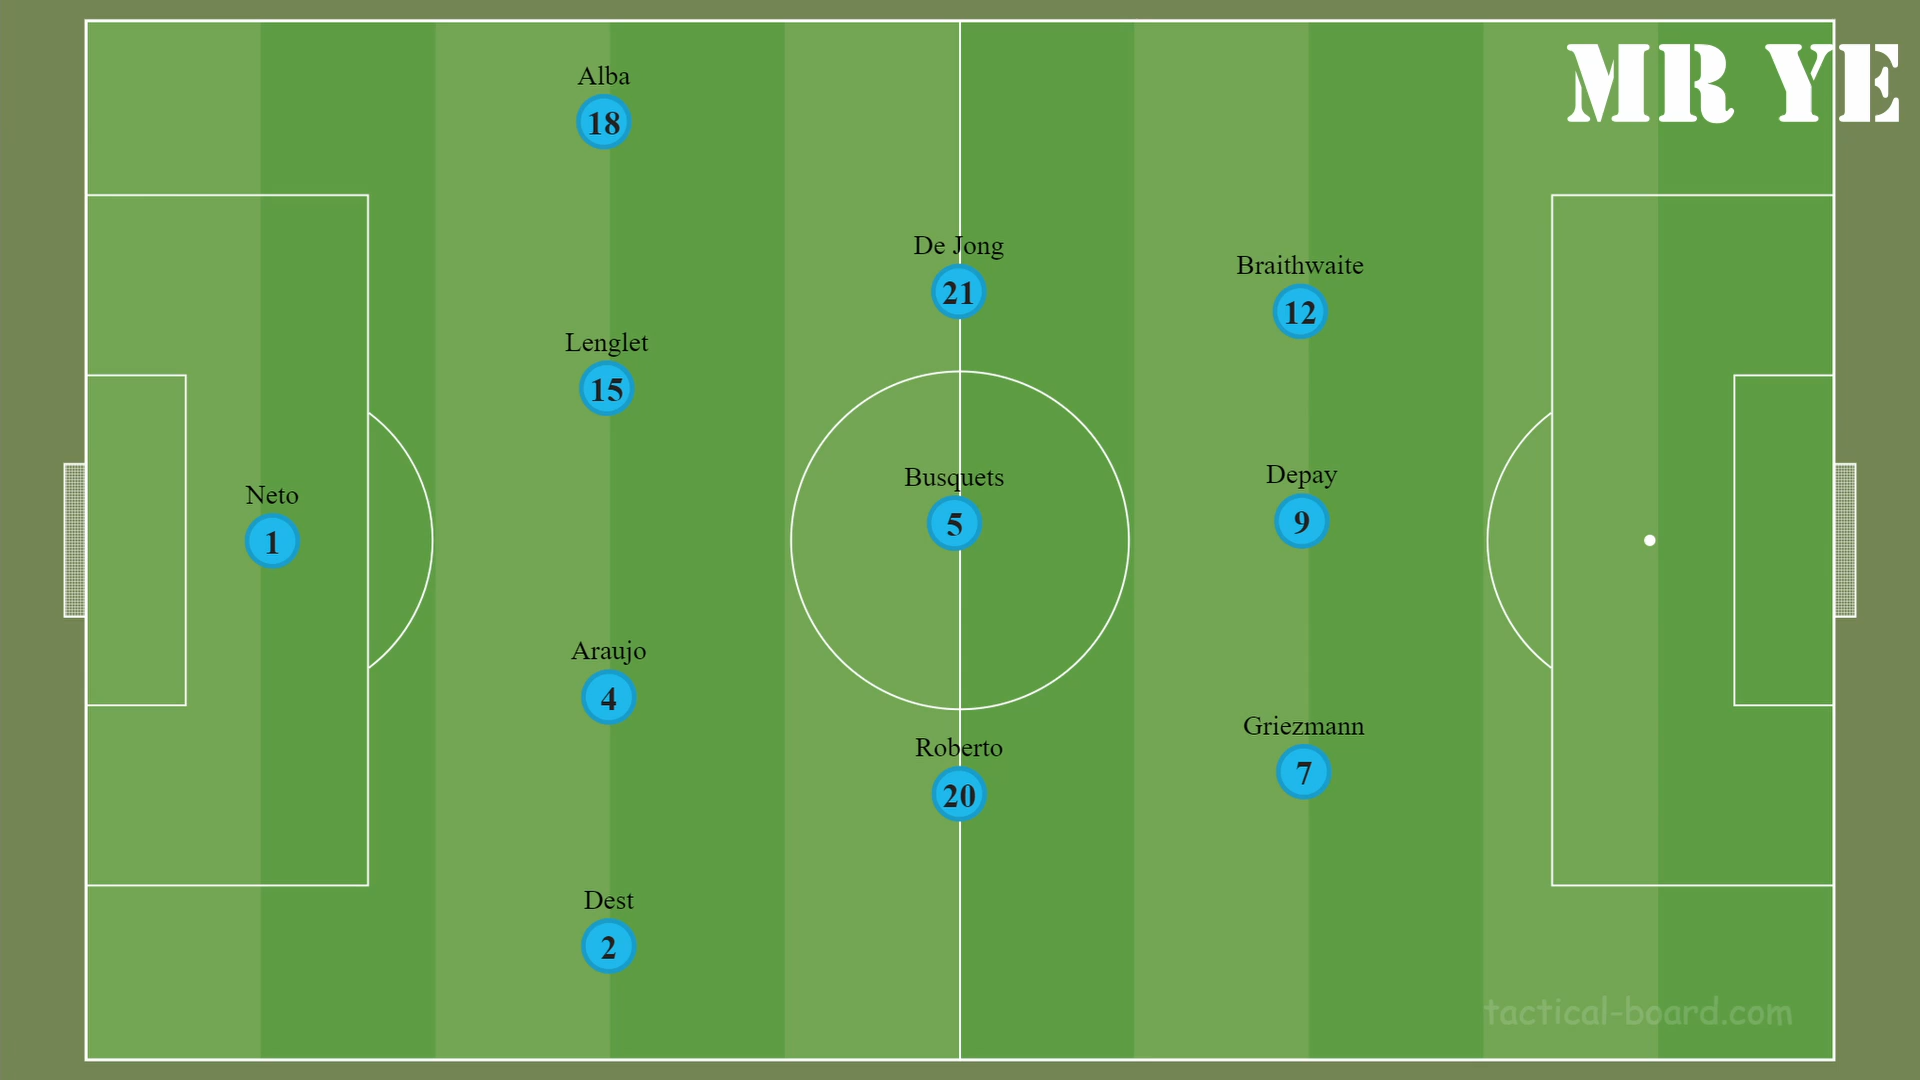 MR YE
Alba
18
De Jong
21
Braithwaite
12
Lenglet
15
Neto
1
Busquets
5
Depay
9
Araujo
4
Roberto
20
Griezmann
7
Dest
2
tactical-board.com